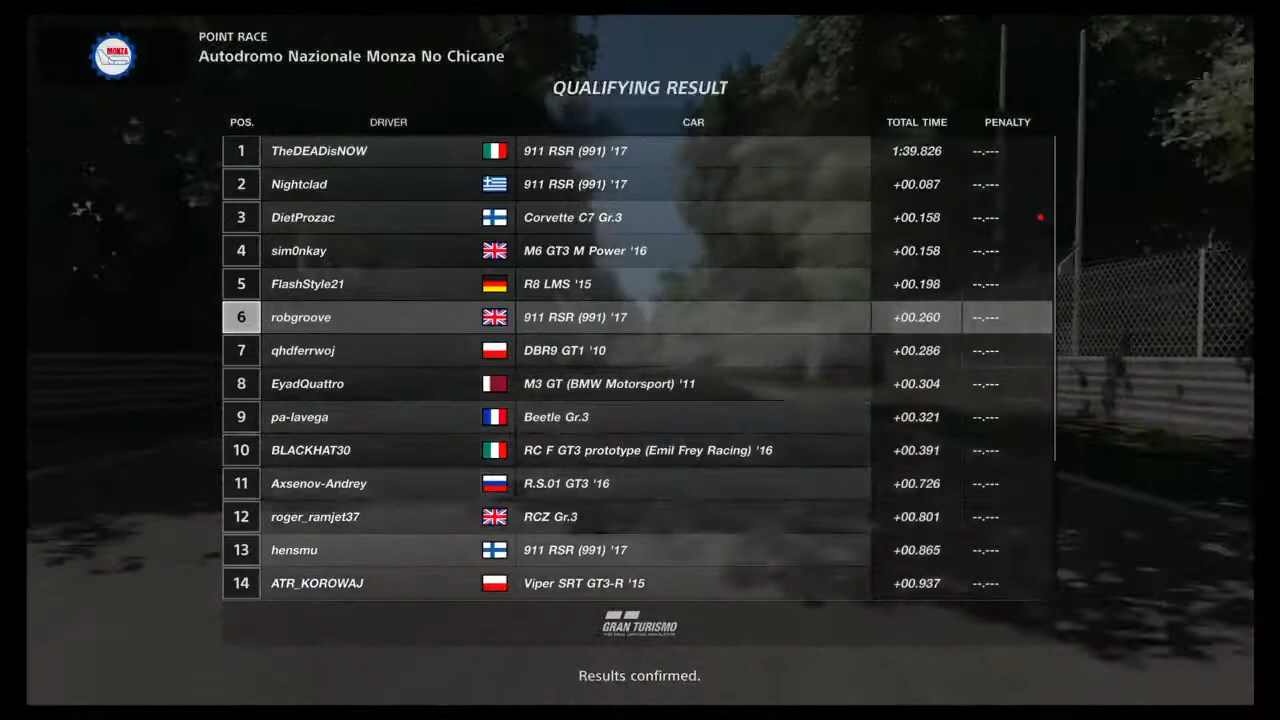 MONZA
POINT RACE
Autodromo Nazionale Monza No Chicane
QUALIFYING RESULT
POS. DRIVER CAR TOTAL TIME PENALTY
1 TheDEADisNOW 911 RSR (991) '17 1:39.826 --.---
2 Nightclad 911 RSR (991) '17 +00.087 --.---
3 DietProzac Corvette C7 Gr.3 +00.158 --.---
4 sim0nkay M6 GT3 M Power '16 +00.158 --.---
5 FlashStyle21 R8 LMS '15 +00.198 --.---
6 robgroove 911 RSR (991) '17 +00.260 --.---
7 qhdferrwoj DBR9 GT1 '10 +00.286 --.---
8 EyadQuattro M3 GT (BMW Motorsport) '11 +00.304 --.---
9 pa-lavega Beetle Gr.3 +00.321 --.---
10 BLACKHAT30 RC F GT3 prototype (Emil Frey Racing) '16 +00.391 --.---
11 Axsenov-Andrey R.S.01 GT3 '16 +00.726 --.---
12 roger_ramjet37 RCZ Gr.3 +00.801 --.---
13 hensmu 911 RSR (991) '17 +00.865 --.---
14 ATR_KOROWAJ Viper SRT GT3-R '15 +00.937 --.---
GRAN TURISMO
THE REAL DRIVING SIMULATOR
Results confirmed.